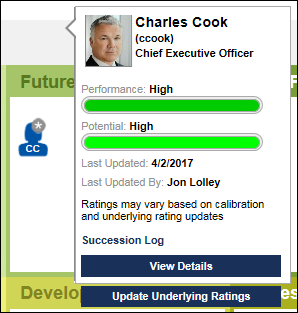 Charles Cook
(ccook)
Chief Executive Officer
Future
Performance: High
Potential: High
CC
Last Updated: 4/2/2017
Last Updated By: Jon Lolley
Ratings may vary based on calibration
and underlying rating updates
Succession Log
View Details
Develo
Update Underlying Ratings